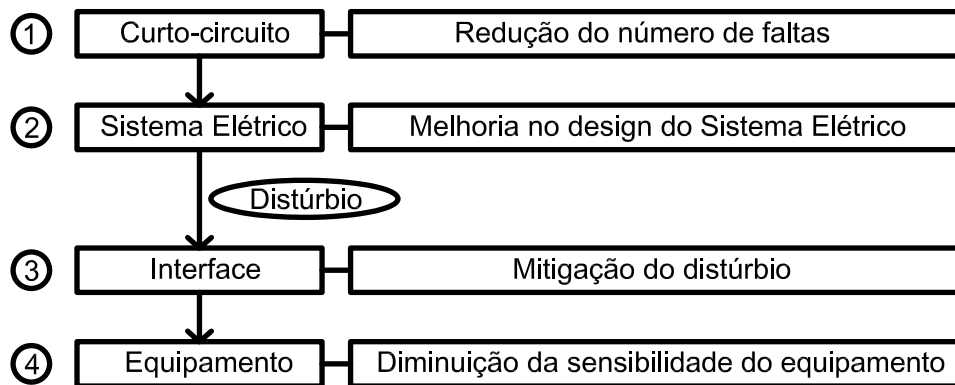 1 Curto-circuito Redução do número de faltas
2 Sistema Elétrico Melhoria no design do Sistema Elétrico
Distúrbio
3 Interface Mitigação do distúrbio
4 Equipamento Diminuição da sensibilidade do equipamento